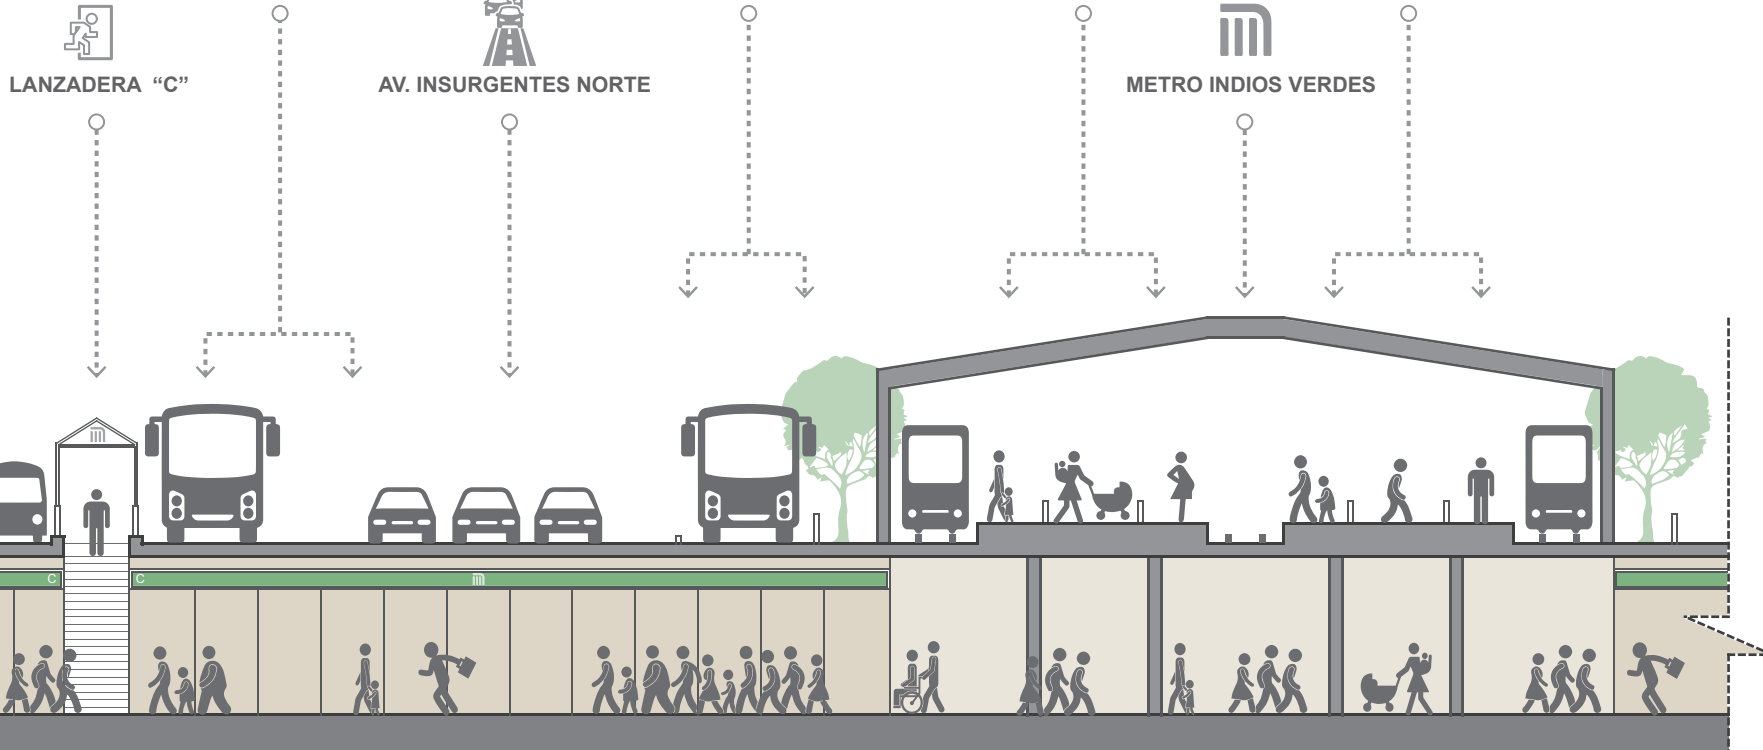 LANZADERA “C”
AV. INSURGENTES NORTE
METRO INDIOS VERDES
C
C